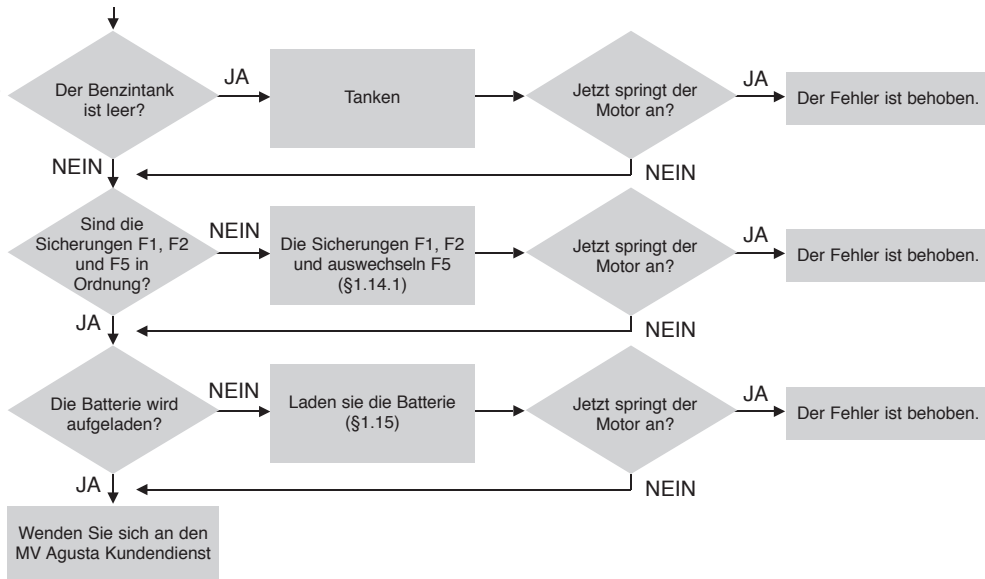 Der Benzintank
ist leer?
JA
Tanken
Jetzt springt der
Motor an?
JA
Der Fehler ist behoben.
NEIN
NEIN
Sind die
Sicherungen F1, F2
und F5 in
Ordnung?
NEIN
Die Sicherungen F1, F2
und auswechseln F5
(§1.14.1)
Jetzt springt der
Motor an?
JA
Der Fehler ist behoben.
JA
NEIN
Die Batterie wird
aufgeladen?
NEIN
Laden sie die Batterie
(§1.15)
Jetzt springt der
Motor an?
JA
Der Fehler ist behoben.
JA
NEIN
Wenden Sie sich an den
MV Agusta Kundendienst